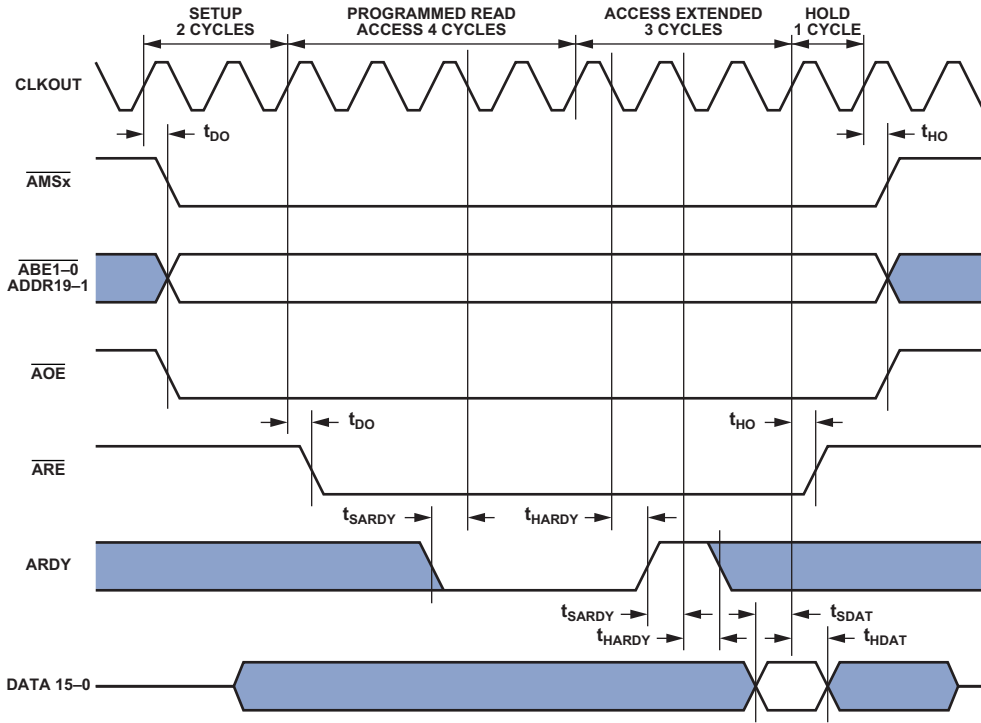 SETUP
2 CYCLES
PROGRAMMED READ
ACCESS 4 CYCLES
ACCESS EXTENDED
3 CYCLES
HOLD
1 CYCLE
CLKOUT
tDO
tHO
AMSx
ABE1–0
ADDR19–1
AOE
tDO
tHO
ARE
tSARDY
tHARDY
ARDY
tSARDY
tSDAT
tHARDY
tHDAT
DATA 15–0